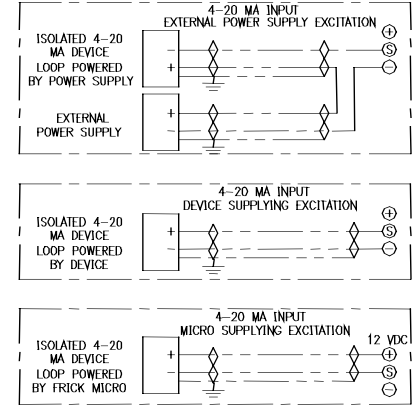 4-20 MA INPUT
EXTERNAL POWER SUPPLY EXCITATION
ISOLATED 4-20
MA DEVICE
LOOP POWERED
BY POWER SUPPLY
- S
+
+
S
-
EXTERNAL
POWER SUPPLY
+
-
4-20 MA INPUT
DEVICE SUPPLYING EXCITATION
ISOLATED 4-20
MA DEVICE
LOOP POWERED
BY DEVICE
+
-
+
S
-
4-20 MA INPUT
MICRO SUPPLYING EXCITATION
12 VDC
ISOLATED 4-20
MA DEVICE
LOOP POWERED
BY FRICK MICRO
+
-
+
S
-